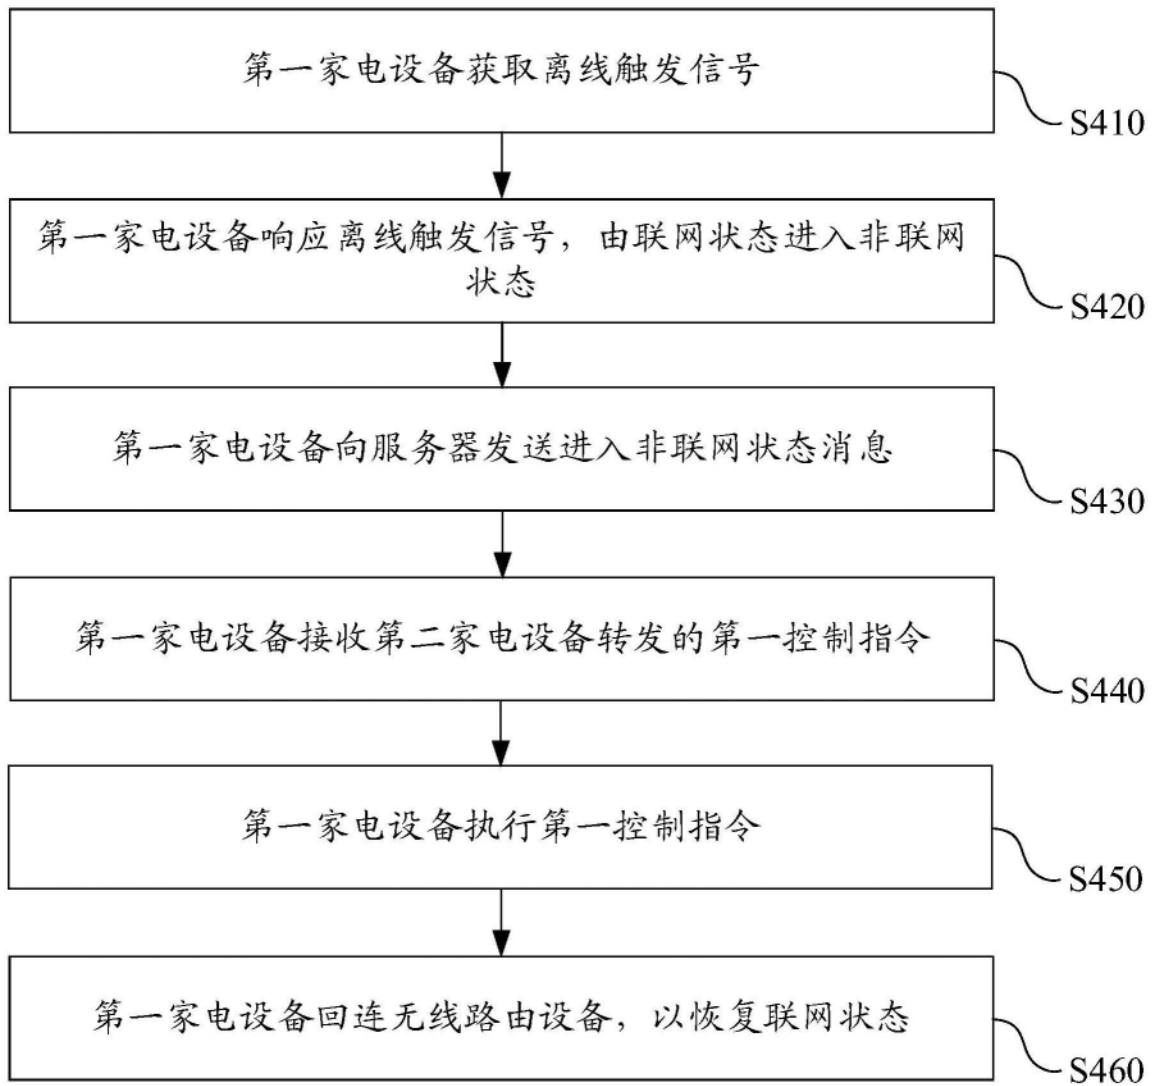 第一家电设备获取离线触发信号
S410
第一家电设备响应离线触发信号，由联网状态进入非联网
状态
S420
第一家电设备向服务器发送进入非联网状态消息
S430
第一家电设备接收第二家电设备转发的第一控制指令
S440
第一家电设备执行第一控制指令
S450
第一家电设备回连无线路由设备，以恢复联网状态
S460